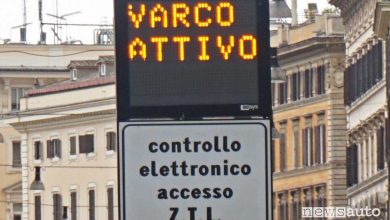 VARCO
ATTIVO
controllo
elettronico
accesso
Z.T.L.
newsauto